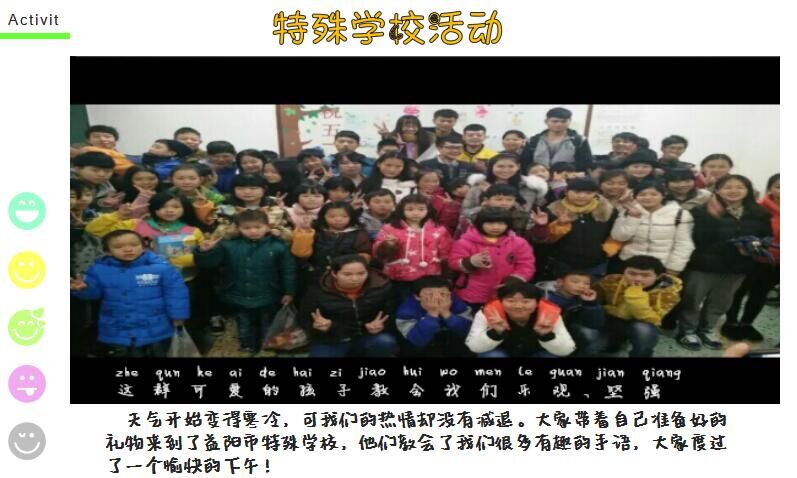 Activit
特殊学校活动
祝
五
zhe qun ke ai de hai zi jiao hui wo men le guan jian qiang
这 群 可 爱 的 孩 子 教 会 我 们 乐 观 、 坚 强
天气开始变得寒冷，可我们的热情却没有减退。大家带着自己准备好的
礼物来到了益阳市特殊学校，他们教会了我们很多有趣的手语，大家度过
了一个愉快的下午！